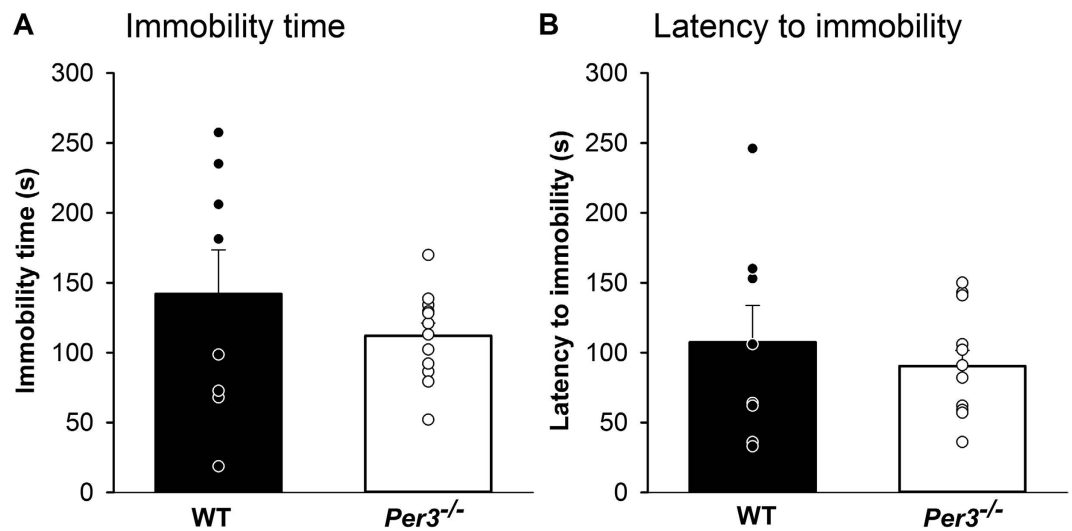 A Immobility time
Immobility time (s)
300
250
200
150
100
50
0
WT Per3-/-
B Latency to immobility
Latency to immobility (s)
300
250
200
150
100
50
0
WT Per3-/-